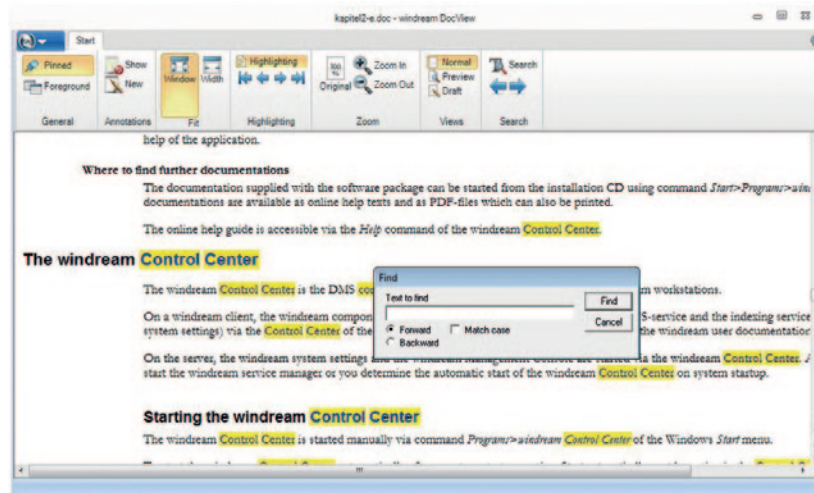 kapitel2-e.doc - windream DocView
Start
Pinned
Foreground
General
Show
New
Annotations
Window
Width
Fit
Highlighting
Highlighting
100 %
Original
Zoom In
Zoom Out
Zoom
Normal
Preview
Draft
Views
Search
Search
help of the application.
Where to find further documentations
The documentation supplied with the software package can be started from the installation CD using command Start>Programs>win
documentations are available as online help texts and as PDF-files which can also be printed.
The online help guide is accessible via the Help command of the windream Control Center.
The windream Control Center
The windream Control Center is the DMS m workstations.
On a windream client, the windream compon S-service and the indexing service
system settings) via the Control Center of the the windream user documentation
On the server, the windream system settings and the windream Management Console are started via the windream Control Center.
start the windream service manager or you determine the automatic start of the windream Control Center on system startup.
Find
Text to find
Find
Cancel
Forward
Match case
Backward
Starting the windream Control Center
The windream Control Center is started manually via command Programs>windream Control Center of the Windows Start menu.